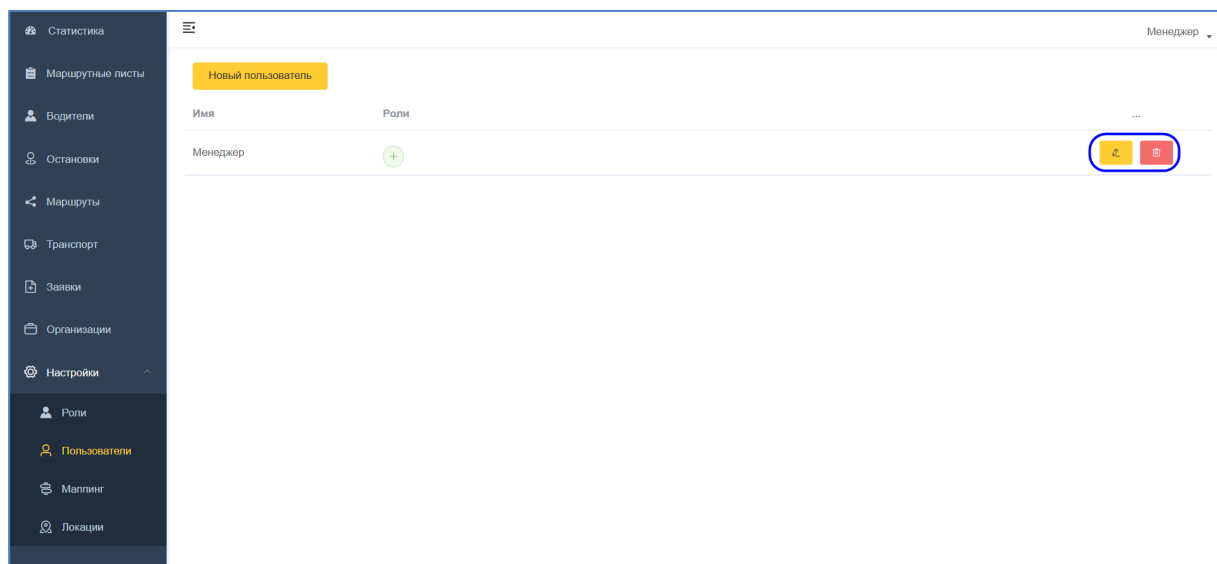 Статистика
Менеджер
Маршрутные листы
Новый пользователь
Водители
Имя
Роли
...
Остановки
Менеджер
Маршруты
Транспорт
Заявки
Организации
Настройки
Роли
Пользователи
Маппинг
Локации